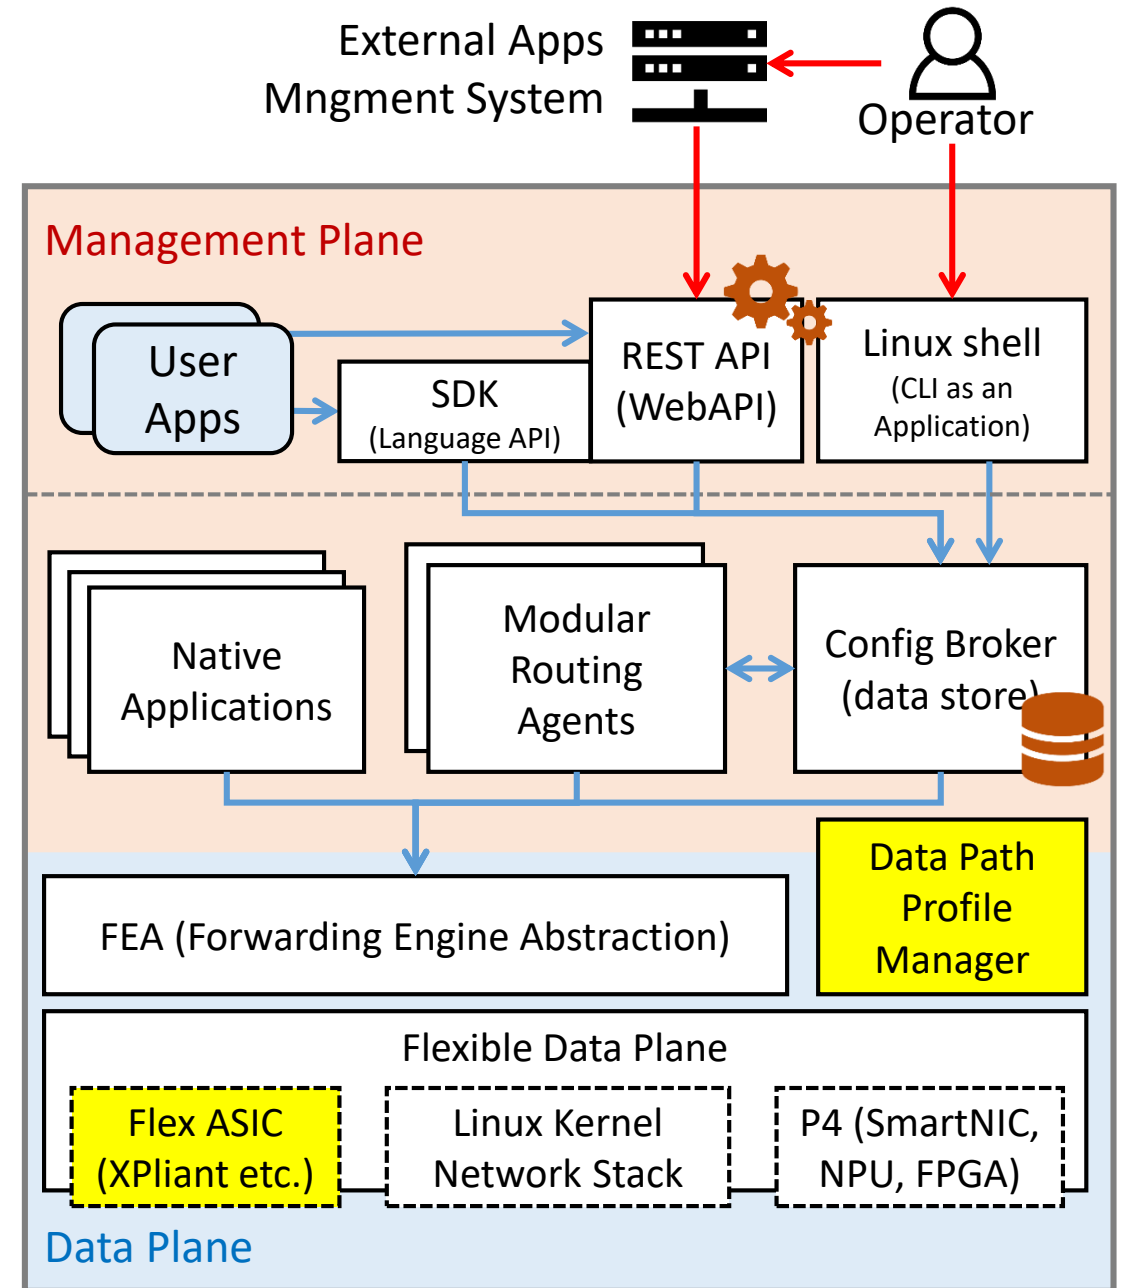 External Apps
Mngment System
Operator
Management Plane
User
Apps
SDK
(Language API)
REST API
(WebAPI)
Linux shell
(CLI as an
Application)
Native
Applications
Modular
Routing
Agents
Config Broker
(data store)
Data Path
Profile
Manager
FEA (Forwarding Engine Abstraction)
Flexible Data Plane
Flex ASIC
(XPliant etc.)
Linux Kernel
Network Stack
P4 (SmartNIC,
NPU, FPGA)
Data Plane